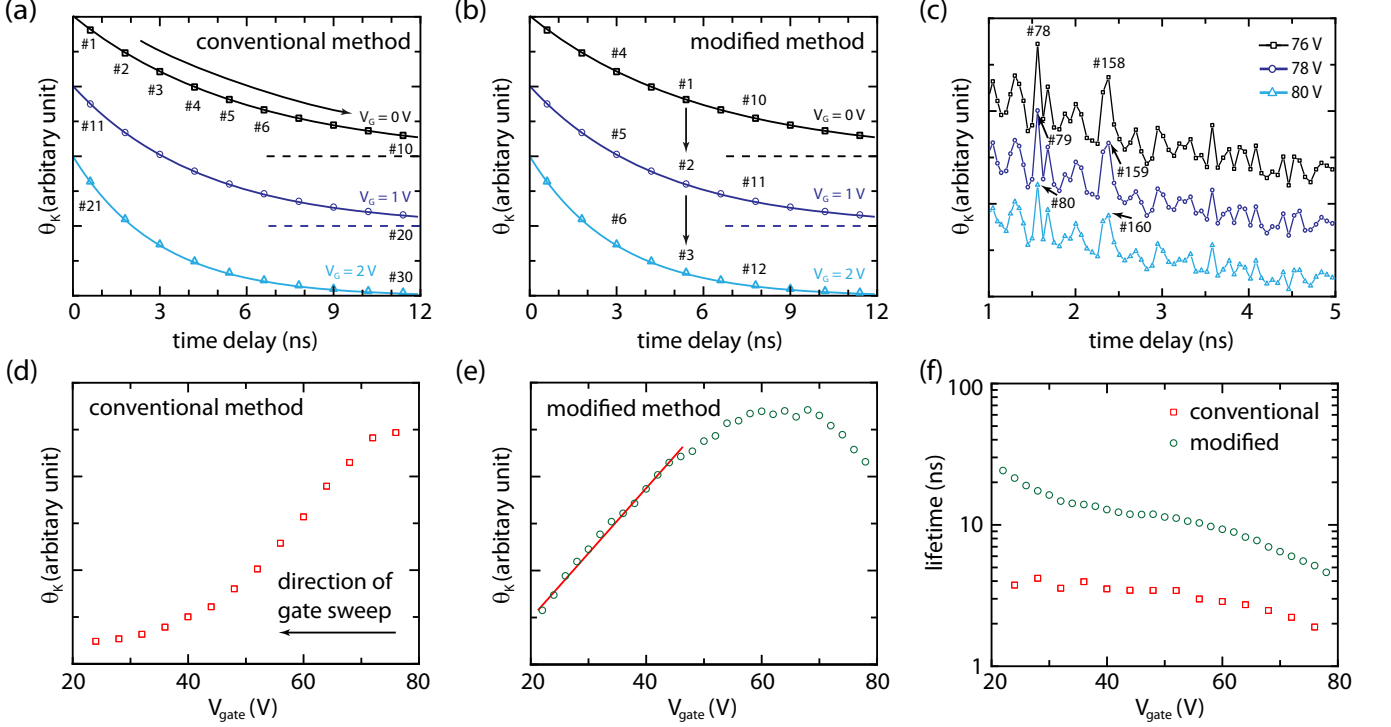 (a)
conventional method
#1
#2
#3
#4
#5
#6
V_G = 0 V
#10
#11
V_G = 1 V
#20
#21
V_G = 2 V
#30
θ_K (arbitary unit)
0 3 6 9 12
time delay (ns)
(b)
modified method
#4
#1
#10
V_G = 0 V
#5
#2
#11
V_G = 1 V
#6
#3
#12
V_G = 2 V
θ_K (arbitary unit)
0 3 6 9 12
time delay (ns)
(c)
#78
#158
76 V
78 V
80 V
#79
#159
#80
#160
θ_K (arbitary unit)
1 2 3 4 5
time delay (ns)
(d)
conventional method
direction of
gate sweep
θ_K (arbitary unit)
20 40 60 80
V_gate (V)
(e)
modified method
θ_K (arbitary unit)
20 40 60 80
V_gate (V)
(f)
conventional
modified
100
10
1
lifetime (ns)
20 40 60 80
V_gate (V)